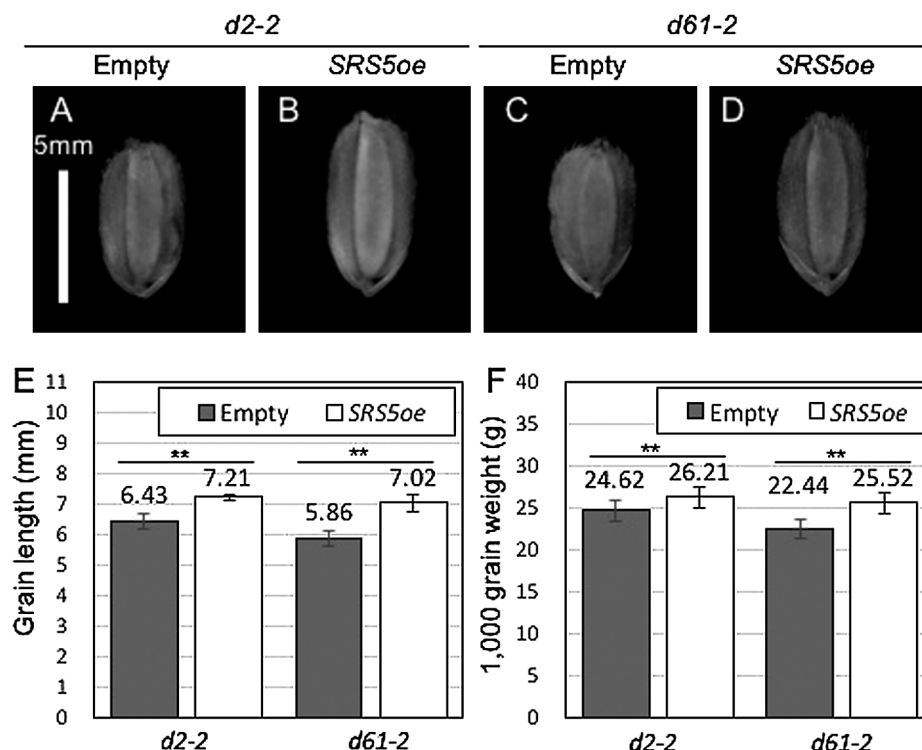 d2-2 d61-2
Empty SRS5oe Empty SRS5oe
A B C D
5mm
E
11
10
9
8
7
6
5
4
3
2
1
0
Grain length (mm)
Empty SRS5oe
** **
6.43 7.21 5.86 7.02
d2-2 d61-2
F
40
35
30
25
20
15
10
5
0
1,000 grain weight (g)
Empty SRS5oe
** **
24.62 26.21 22.44 25.52
d2-2 d61-2